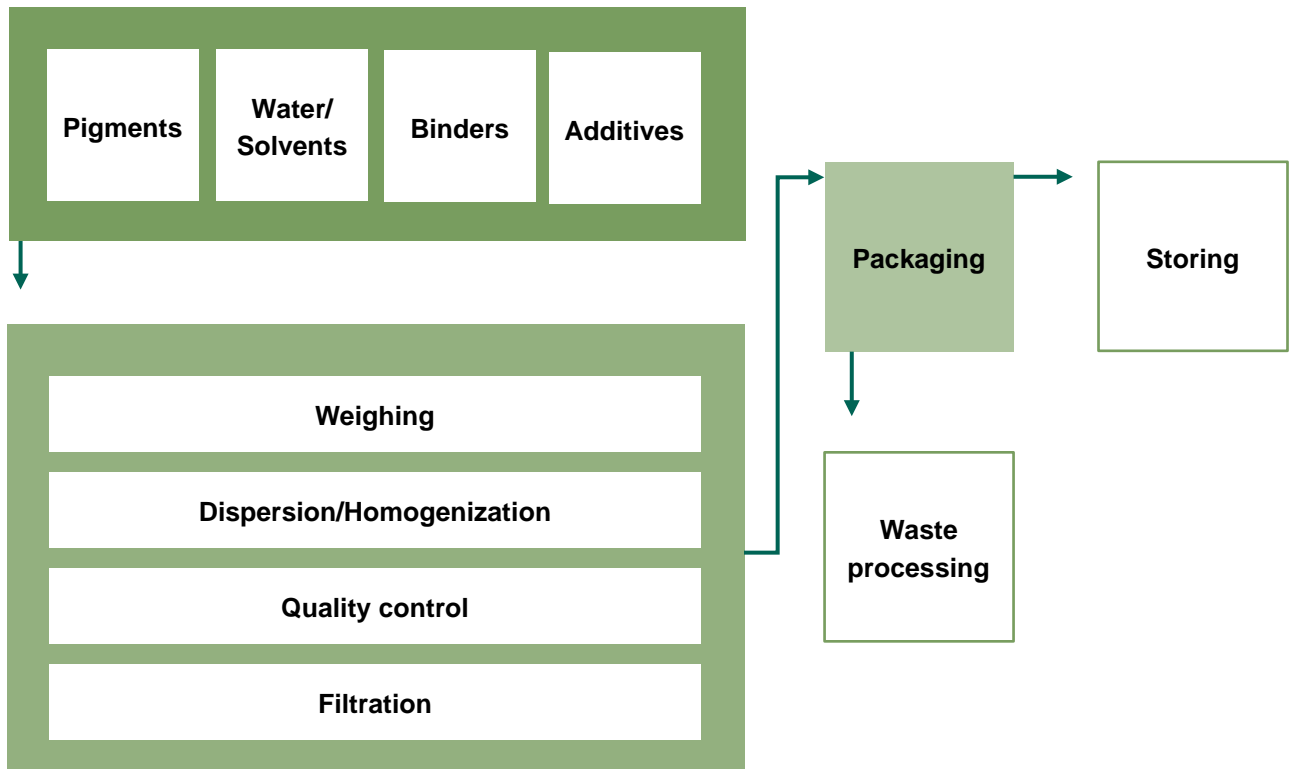 Pigments
Water/
Solvents
Binders
Additives
Packaging
Storing
Weighing
Dispersion/Homogenization
Quality control
Filtration
Waste
processing